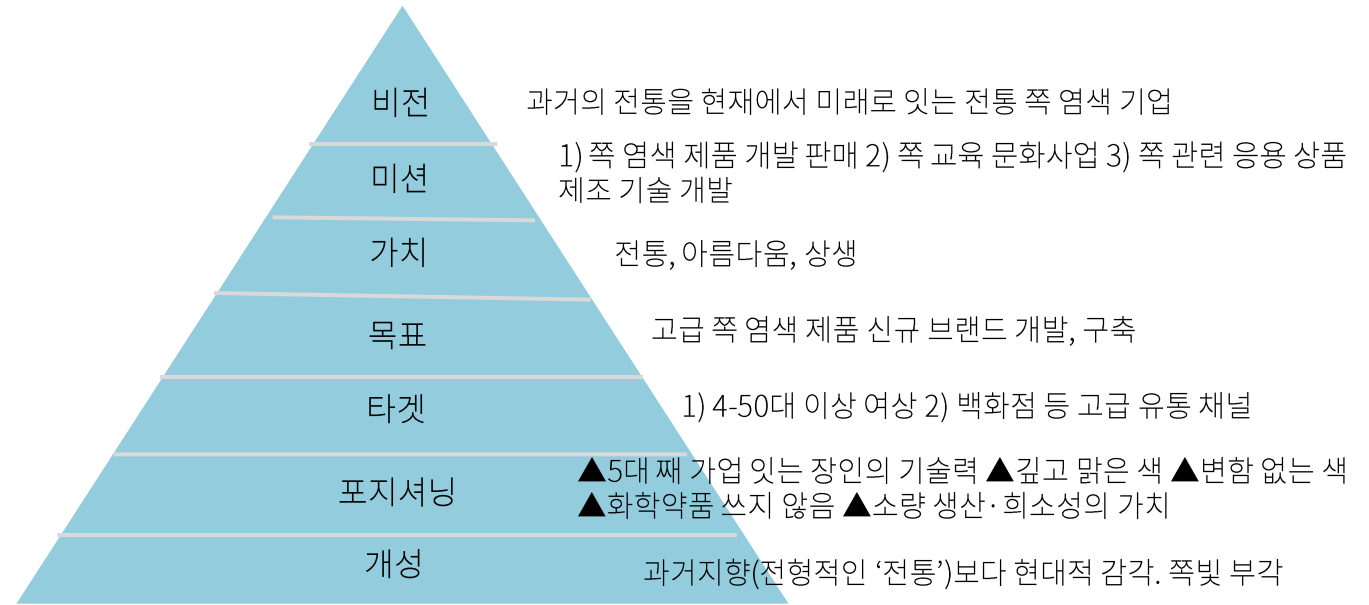 비전
과거의 전통을 현재에서 미래로 잇는 전통 쪽 염색 기업
미션
1) 쪽 염색 제품 개발 판매 2) 쪽 교육 문화사업 3) 쪽 관련 응용 상품
제조 기술 개발
가치
전통, 아름다움, 상생
목표
고급 쪽 염색 제품 신규 브랜드 개발, 구축
타겟
1) 4-50대 이상 여상 2) 백화점 등 고급 유통 채널
포지셔닝
▲5대 째 가업 잇는 장인의 기술력 ▲깊고 맑은 색 ▲변함 없는 색
▲화학약품 쓰지 않음 ▲소량 생산·희소성의 가치
개성
과거지향(전형적인 ‘전통’)보다 현대적 감각. 쪽빛 부각